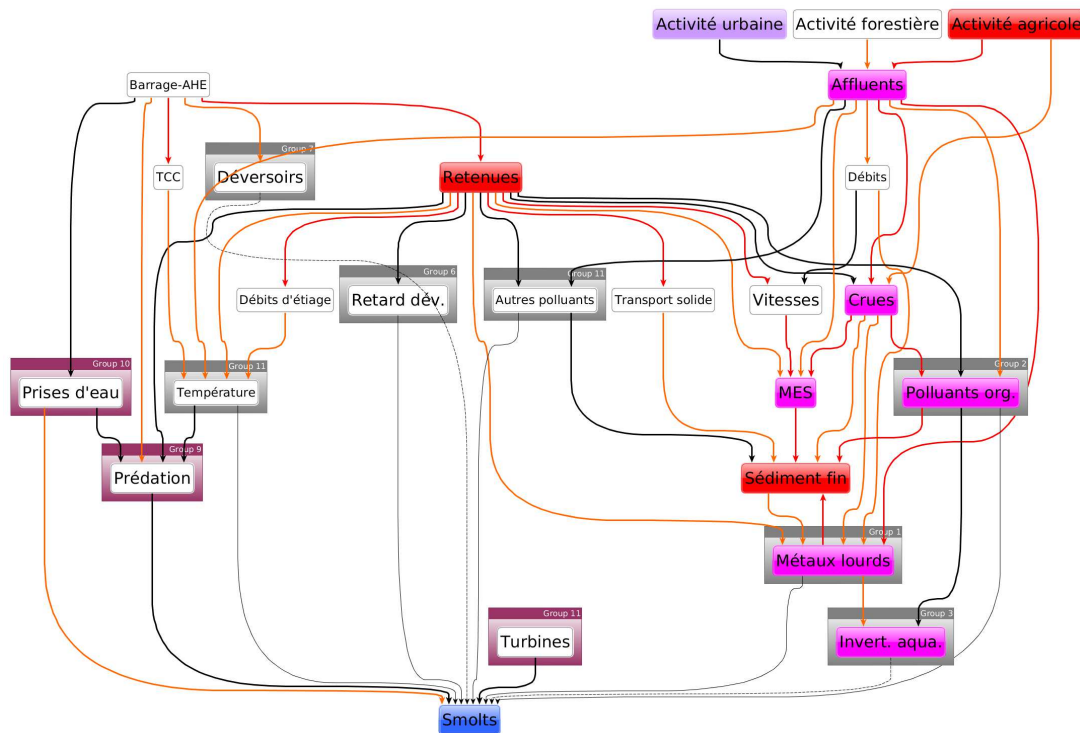 Activité urbaine
Activité forestière
Activité agricole
Barrage-AHE
Affluents
Group 7
Déversoirs
TCC
Retenues
Débits
Group 6
Retard dév.
Group 11
Autres polluants
Débits d'étiage
Transport solide
Vitesses
Crues
Group 10
Prises d'eau
Group 11
Température
MES
Group 2
Polluants org.
Group 9
Prédation
Sédiment fin
Group 1
Métaux lourds
Group 11
Turbines
Group 3
Invert. aqua.
Smolts